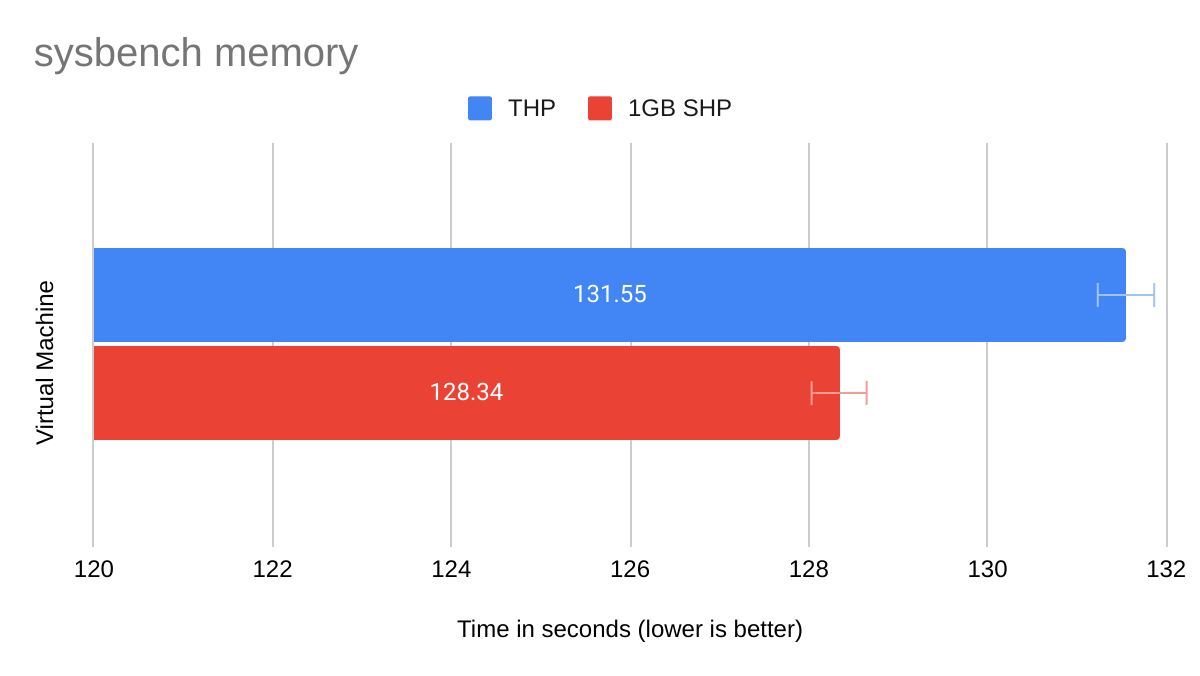 sysbench memory
THP 1GB SHP
Virtual Machine
131.55
128.34
120 122 124 126 128 130 132
Time in seconds (lower is better)